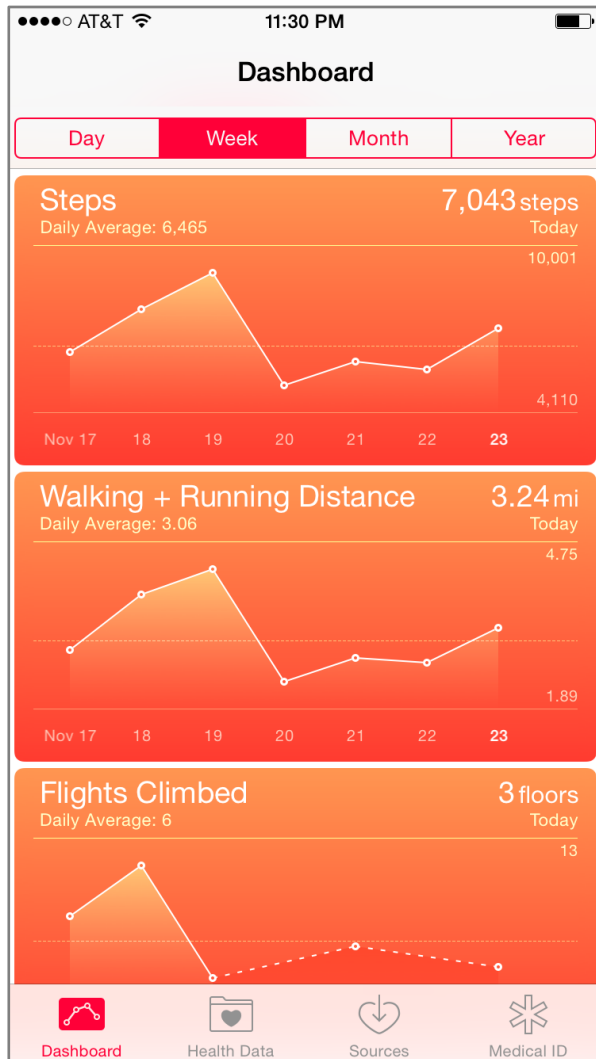 AT&T 11:30 PM
Dashboard
Day Week Month Year
Steps 7,043 steps
Daily Average: 6,465 Today
10,001
4,110
Nov 17 18 19 20 21 22 23
Walking + Running Distance 3.24 mi
Daily Average: 3.06 Today
4.75
1.89
Nov 17 18 19 20 21 22 23
Flights Climbed 3 floors
Daily Average: 6 Today
13
Dashboard Health Data Sources Medical ID